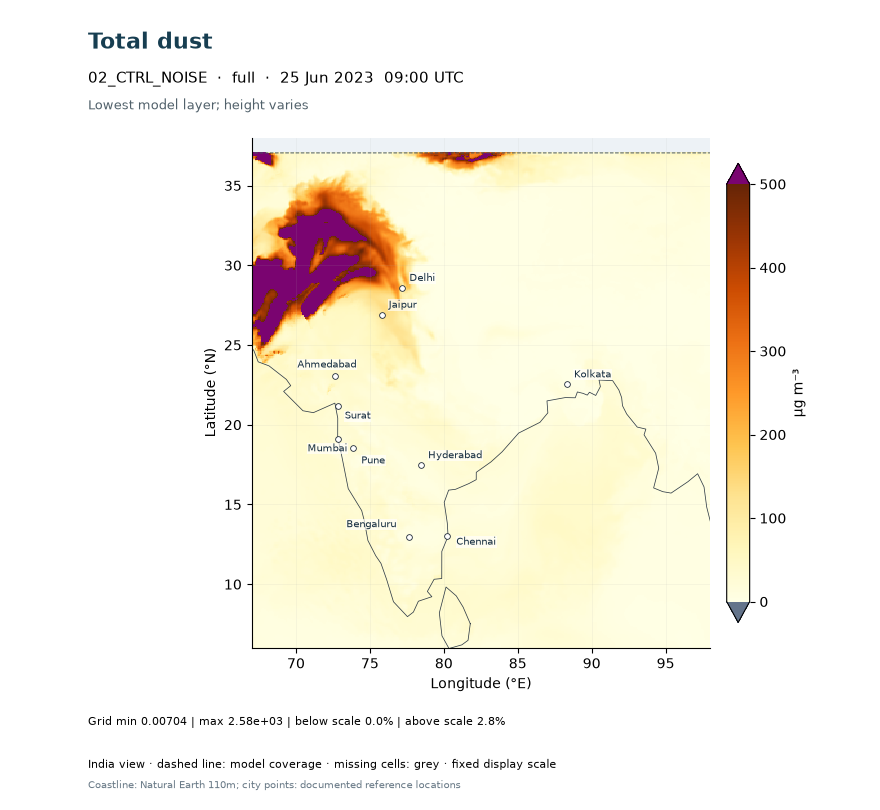 Total dust
02_CTRL_NOISE · full · 25 Jun 2023 09:00 UTC
Lowest model layer; height varies
35
30
25
20
15
10
Latitude (°N)
Delhi
Jaipur
Ahmedabad
Kolkata
Surat
Mumbai
Pune
Hyderabad
Bengaluru
Chennai
70
75
80
85
90
95
Longitude (°E)
500
400
300
200
100
0
µg m⁻³
Grid min 0.00704 | max 2.58e+03 | below scale 0.0% | above scale 2.8%
India view · dashed line: model coverage · missing cells: grey · fixed display scale
Coastline: Natural Earth 110m; city points: documented reference locations